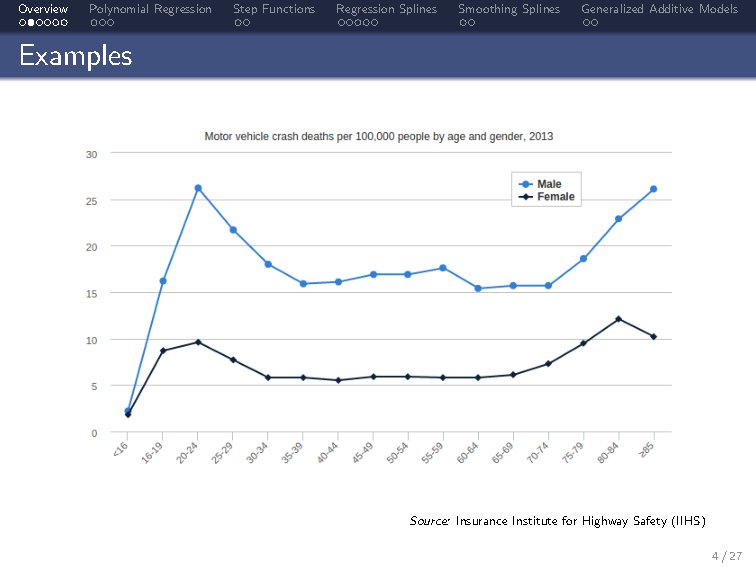 Overview Polynomial Regression Step Functions Regression Splines Smoothing Splines Generalized Additive Models
Examples
Motor vehicle crash deaths per 100,000 people by age and gender, 2013
30
25
20
15
10
5
0
Male
Female
<16 16-19 20-24 25-29 30-34 35-39 40-44 45-49 50-54 55-59 60-64 65-69 70-74 75-79 80-84 ≥85
Source: Insurance Institute for Highway Safety (IIHS)
4 / 27